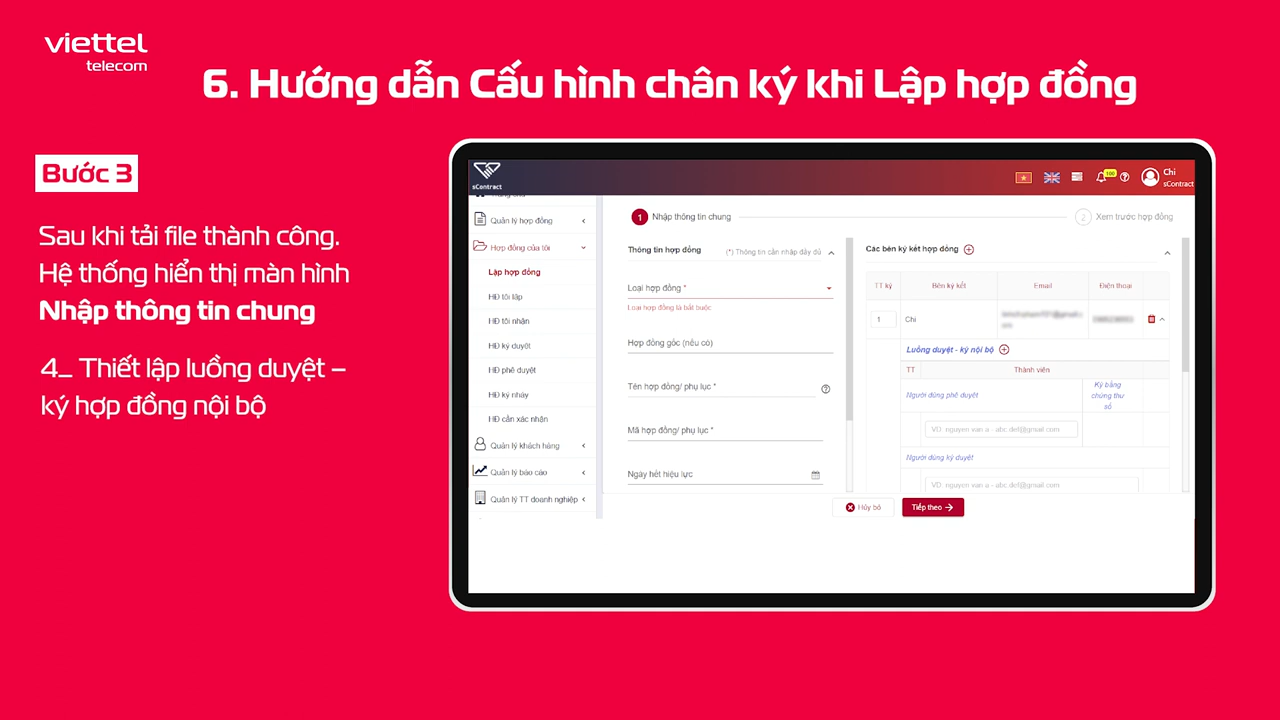 viettel
telecom
6. Hướng dẫn Cấu hình chân ký khi Lập hợp đồng
Bước 3
Sau khi tải file thành công.
Hệ thống hiển thị màn hình
Nhập thông tin chung
4_ Thiết lập luồng duyệt –
ký hợp đồng nội bộ
sContract
100
Chi
sContract
Quản lý hợp đồng
Hợp đồng của tôi
Lập hợp đồng
HĐ tôi lập
HĐ tôi nhận
HĐ ký duyệt
HĐ phê duyệt
HĐ ký nháy
HĐ cần xác nhận
Quản lý khách hàng
Quản lý báo cáo
Quản lý TT doanh nghiệp
1 Nhập thông tin chung
2 Xem trước hợp đồng
Thông tin hợp đồng
(*) Thông tin cần nhập đầy đủ
Loại hợp đồng *
Loại hợp đồng là bắt buộc
Hợp đồng gốc (nếu có)
Tên hợp đồng/ phụ lục *
Mã hợp đồng/ phụ lục *
Ngày hết hiệu lực
Các bên ký kết hợp đồng
TT ký Bên ký kết Email Điện thoại
1 Chi
Luồng duyệt - ký nội bộ
TT Thành viên
Người dùng phê duyệt
Ký bằng
chứng thư
số
VD. nguyen van a - abc.def@gmail.com
Người dùng ký duyệt
VD. nguyen van a - abc.def@gmail.com
Hủy bỏ
Tiếp theo